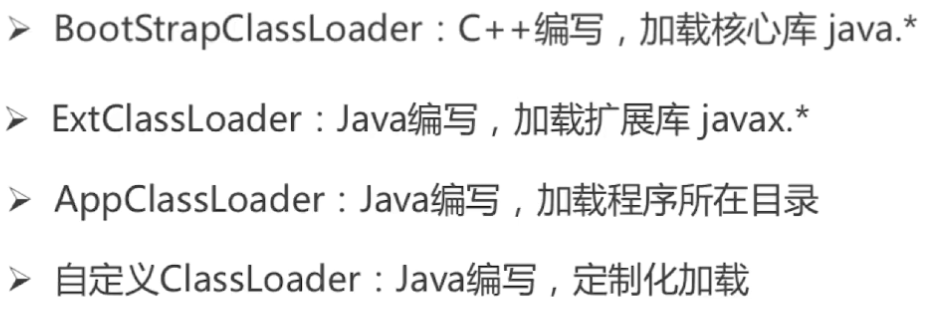 ➢ BootStrapClassLoader：C++编写，加载核心库 java.*
➢ ExtClassLoader：Java编写，加载扩展库 javax.*
➢ AppClassLoader：Java编写，加载程序所在目录
➢ 自定义ClassLoader：Java编写，定制化加载